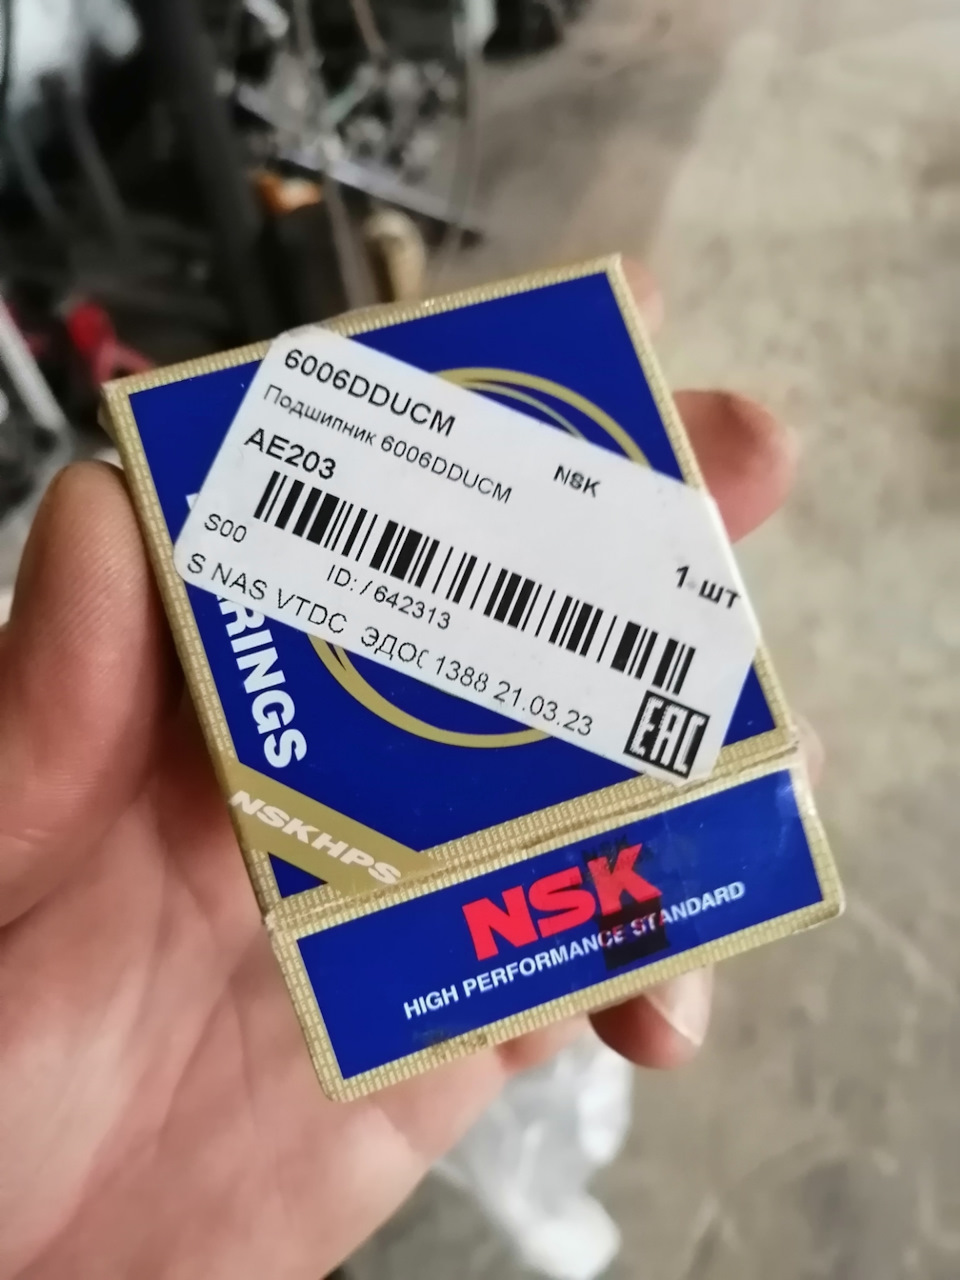 6006DDUCM
Подшипник 6006DDUCM
NSK
AE203
1 шт
S00
ID: 642313
S NAS VTDC ЭДО 1388 21.03.23
EAC
RINGS
NSKHPS
NSK
HIGH PERFORMANCE STANDARD